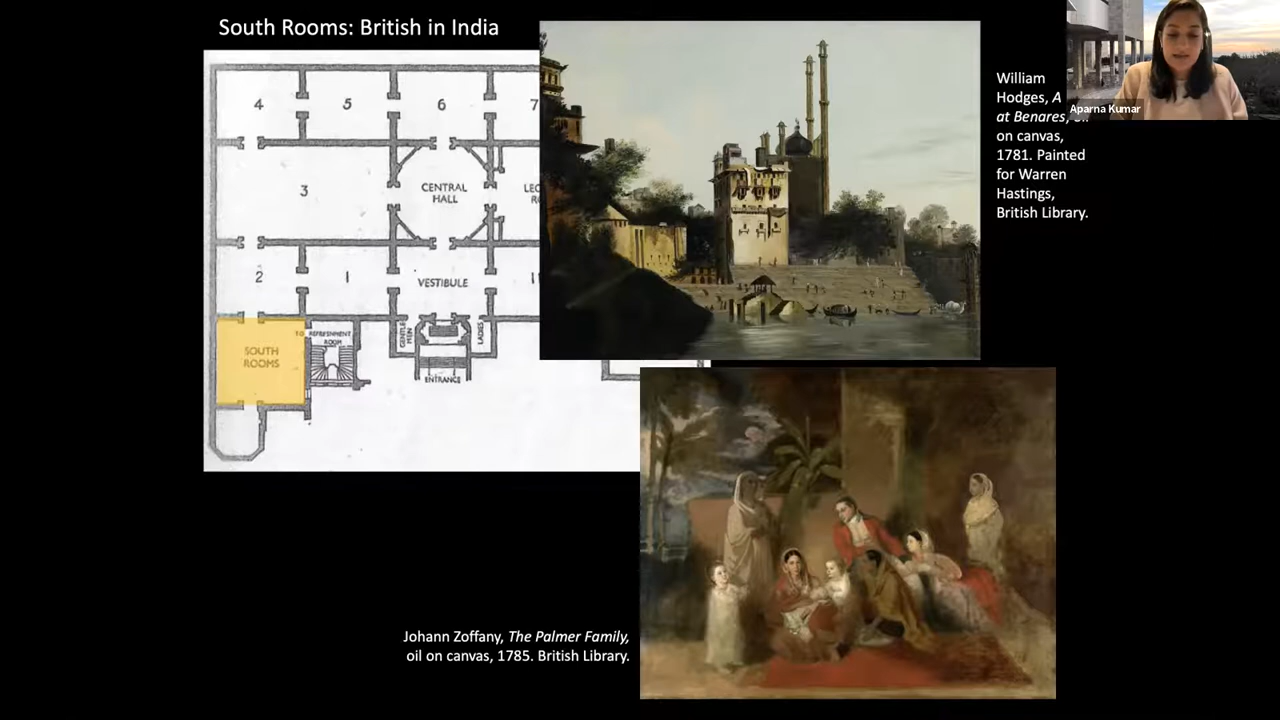 South Rooms: British in India
4
5
6
7
3
CENTRAL
HALL
2
1
VESTIBULE
SOUTH
ROOMS
TO REFRESHMENT
ROOM
GENTLE
MEN
LADIES
ENTRANCE
William
Hodges, A
at Benares,
on canvas,
1781. Painted
for Warren
Hastings,
British Library.
Aparna Kumar
Johann Zoffany, The Palmer Family,
oil on canvas, 1785. British Library.